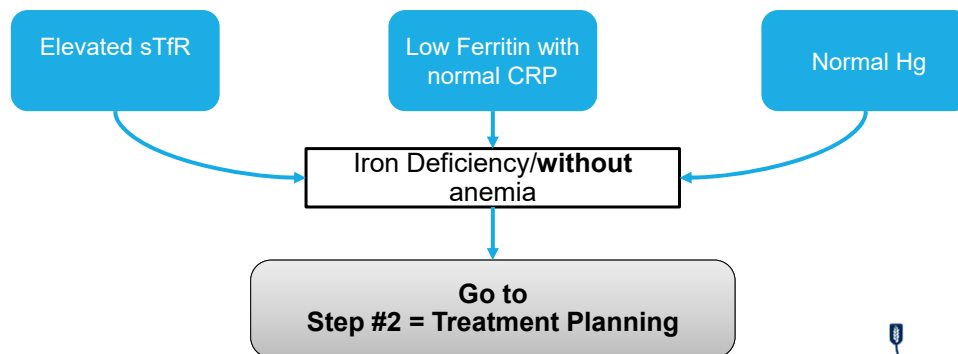 Elevated sTfR
Low Ferritin with
normal CRP
Normal Hg
Iron Deficiency/without
anemia
Go to
Step #2 = Treatment Planning